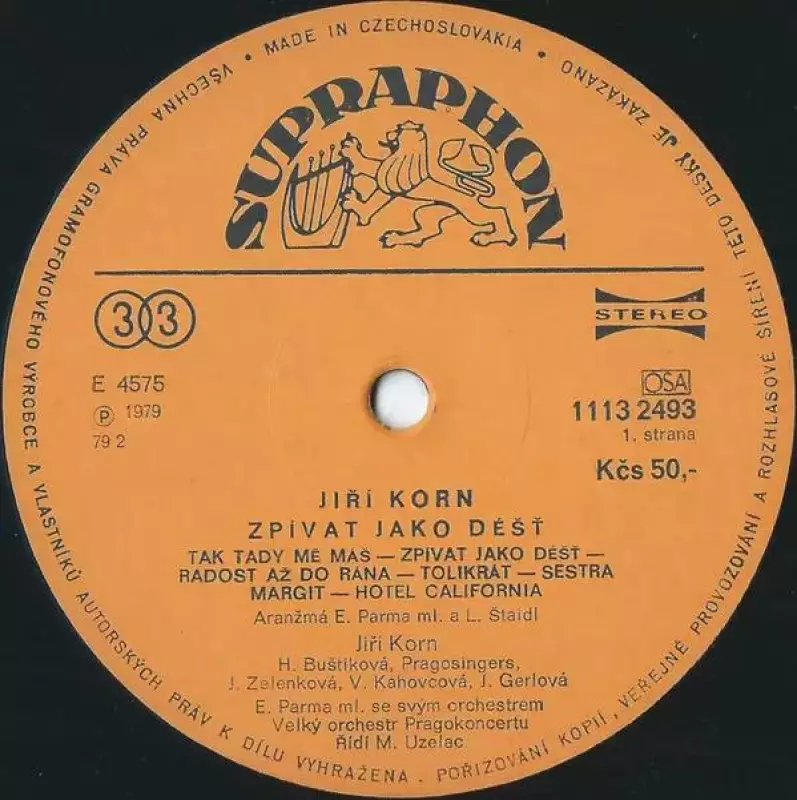 MADE IN CZECHOSLOVAKIA •
VŠECHNA PRÁVA GRAMOFONOVÉHO VÝROBCE A VLASTNÍKŮ AUTORSKÝCH PRÁV K DÍLU VYHRAŽENA . POŘIZOVÁNÍ KOPIÍ, VEŘEJNÉ PROVOZOVÁNÍ A ROZHLASOVÉ ŠÍŘENÍ TÉTO DESKY JE ZAKÁZÁNO •
SUPRAPHON
33
STEREO
E 4575
OSA
Ⓟ 1979
1113 2493
79 2
1. strana
Kčs 50,-
JIŘÍ KORN
ZPÍVAT JAKO DÉŠŤ
TAK TADY MĚ MÁŠ — ZPÍVAT JAKO DÉŠŤ —
RADOST AŽ DO RÁNA — TOLIKRÁT — SESTRA
MARGIT — HOTEL CALIFORNIA
Aranžmá E. Parma ml. a L. Štaidl
Jiří Korn
H. Buštíková, Pragosingers,
J. Zelenková, V. Kahovcová, J. Gerlová
E. Parma ml. se svým orchestrem
Velký orchestr Pragokoncertu
Řídí M. Uzelac